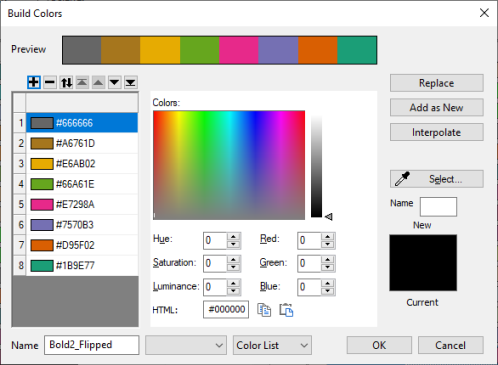 Build Colors
Preview
Replace
Add as New
Interpolate
Colors:
1 #666666
2 #A6761D
3 #E6AB02
4 #66A61E
5 #E7298A
6 #7570B3
7 #D95F02
8 #1B9E77
Select...
Name
New
Current
Hue: 0 Red: 0
Saturation: 0 Green: 0
Luminance: 0 Blue: 0
HTML: #000000
Name Bold2_Flipped Color List OK Cancel